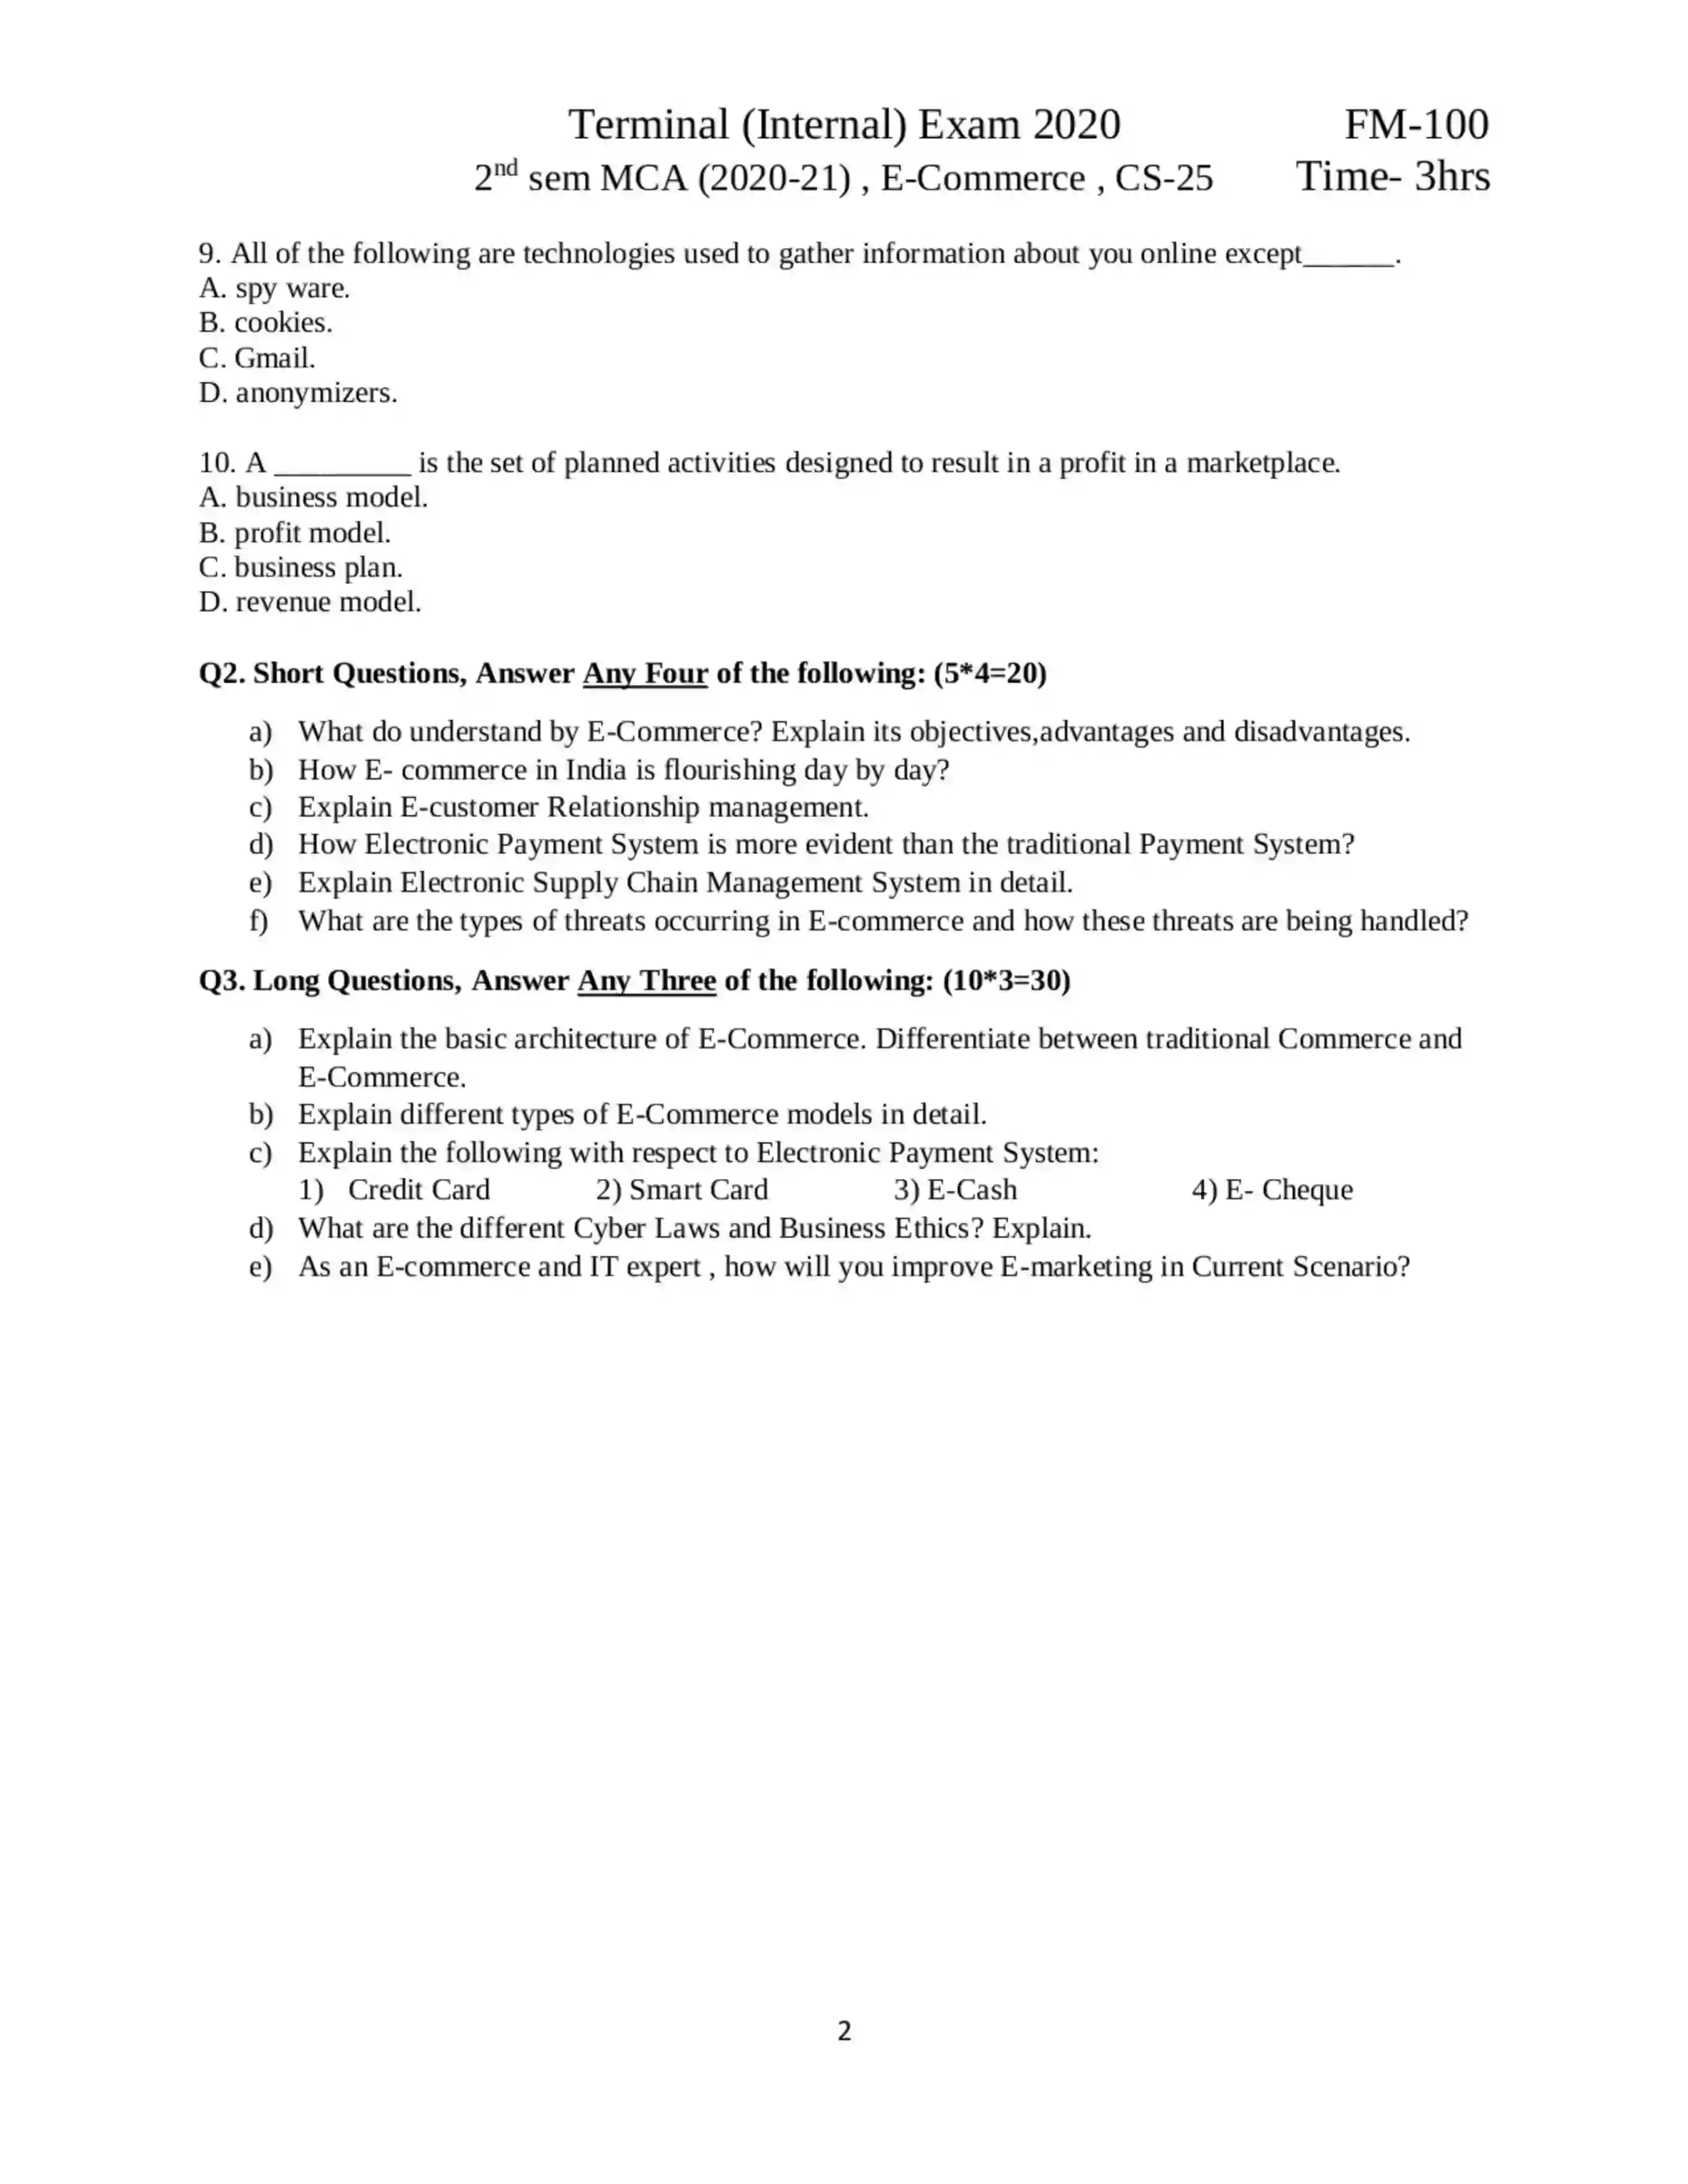 Terminal (Internal) Exam 2020 FM-100
2nd sem MCA (2020-21) , E-Commerce , CS-25 Time- 3hrs
9. All of the following are technologies used to gather information about you online except______.
A. spy ware.
B. cookies.
C. Gmail.
D. anonymizers.
10. A _________ is the set of planned activities designed to result in a profit in a marketplace.
A. business model.
B. profit model.
C. business plan.
D. revenue model.
Q2. Short Questions, Answer Any Four of the following: (5*4=20)
a) What do understand by E-Commerce? Explain its objectives,advantages and disadvantages.
b) How E- commerce in India is flourishing day by day?
c) Explain E-customer Relationship management.
d) How Electronic Payment System is more evident than the traditional Payment System?
e) Explain Electronic Supply Chain Management System in detail.
f) What are the types of threats occurring in E-commerce and how these threats are being handled?
Q3. Long Questions, Answer Any Three of the following: (10*3=30)
a) Explain the basic architecture of E-Commerce. Differentiate between traditional Commerce and
E-Commerce.
b) Explain different types of E-Commerce models in detail.
c) Explain the following with respect to Electronic Payment System:
1) Credit Card 2) Smart Card 3) E-Cash 4) E- Cheque
d) What are the different Cyber Laws and Business Ethics? Explain.
e) As an E-commerce and IT expert , how will you improve E-marketing in Current Scenario?
2